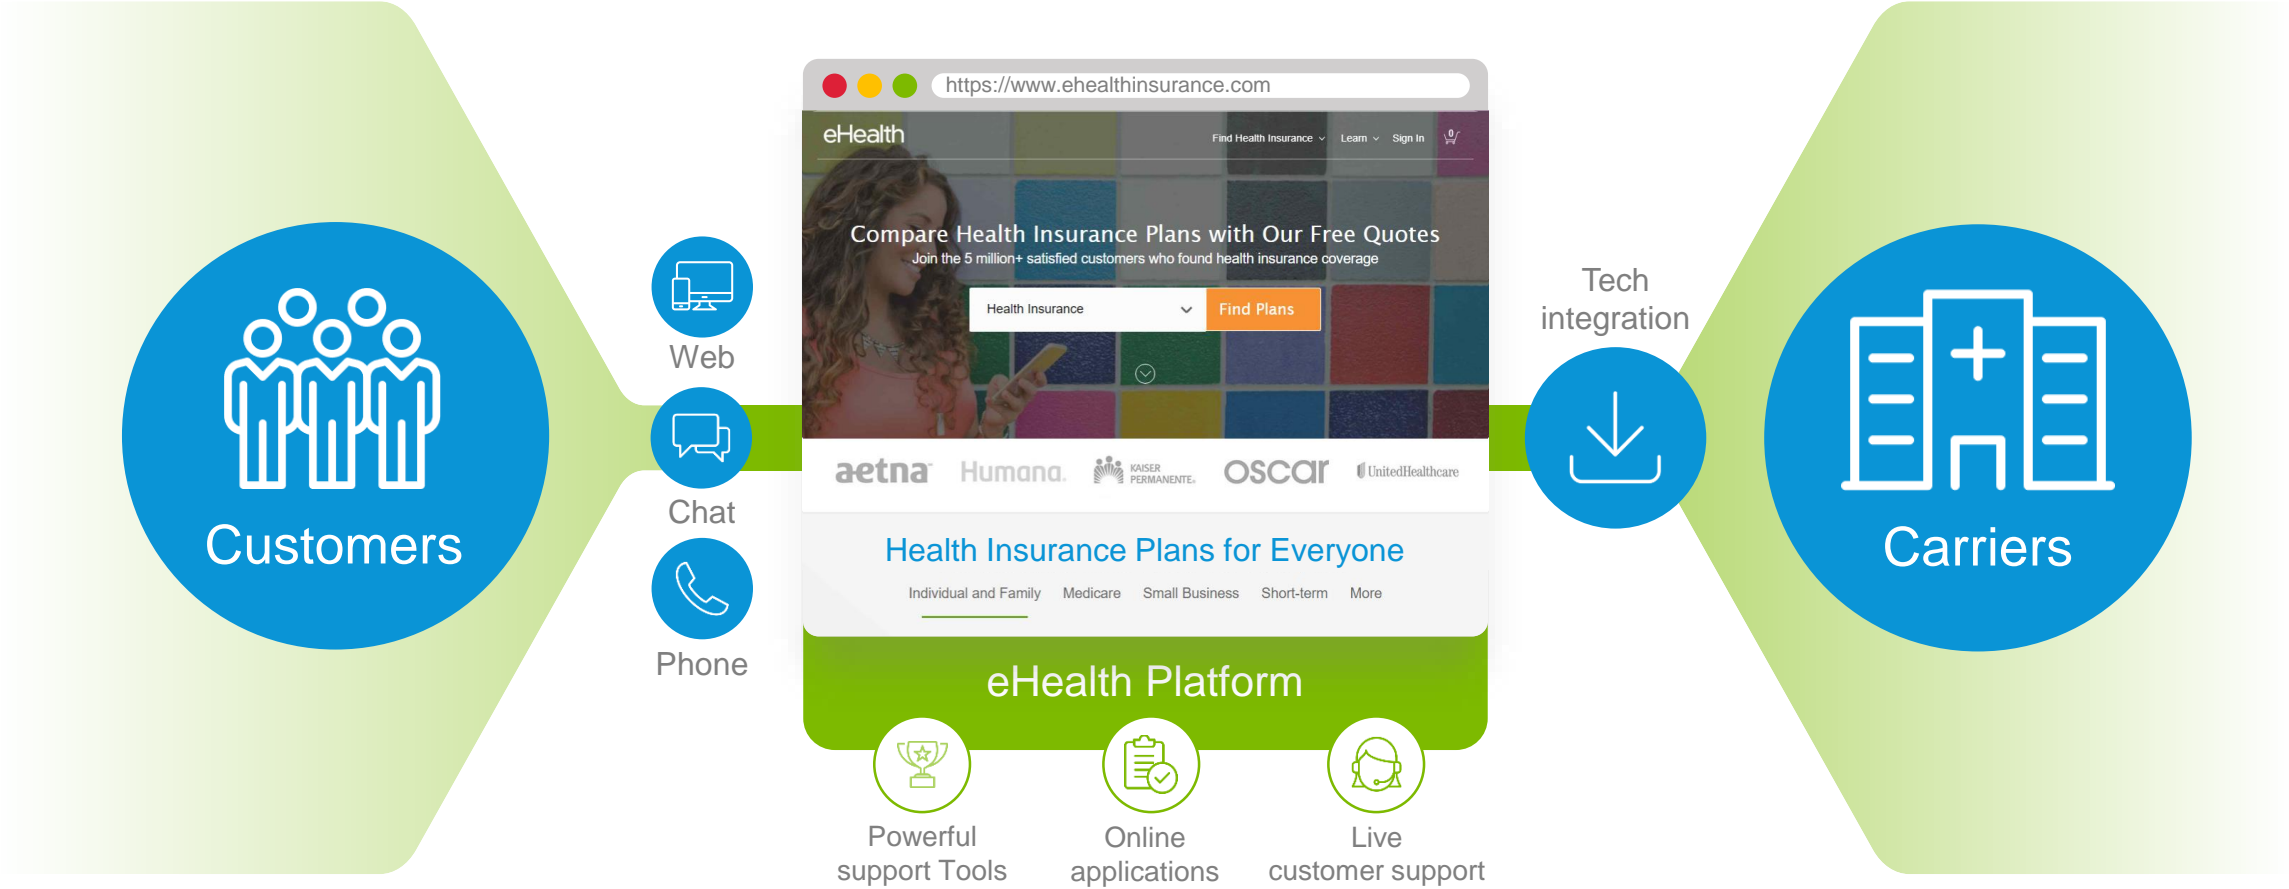 Customers
Web
Chat
Phone
https://www.ehealthinsurance.com
eHealth
Find Health Insurance Learn Sign In 0
Compare Health Insurance Plans with Our Free Quotes
Join the 5 million+ satisfied customers who found health insurance coverage
Health Insurance Find Plans
aetna Humana. KAISER PERMANENTE. oscar UnitedHealthcare
Health Insurance Plans for Everyone
Individual and Family Medicare Small Business Short-term More
eHealth Platform
Powerful
support Tools
Online
applications
Live
customer support
Tech
integration
Carriers